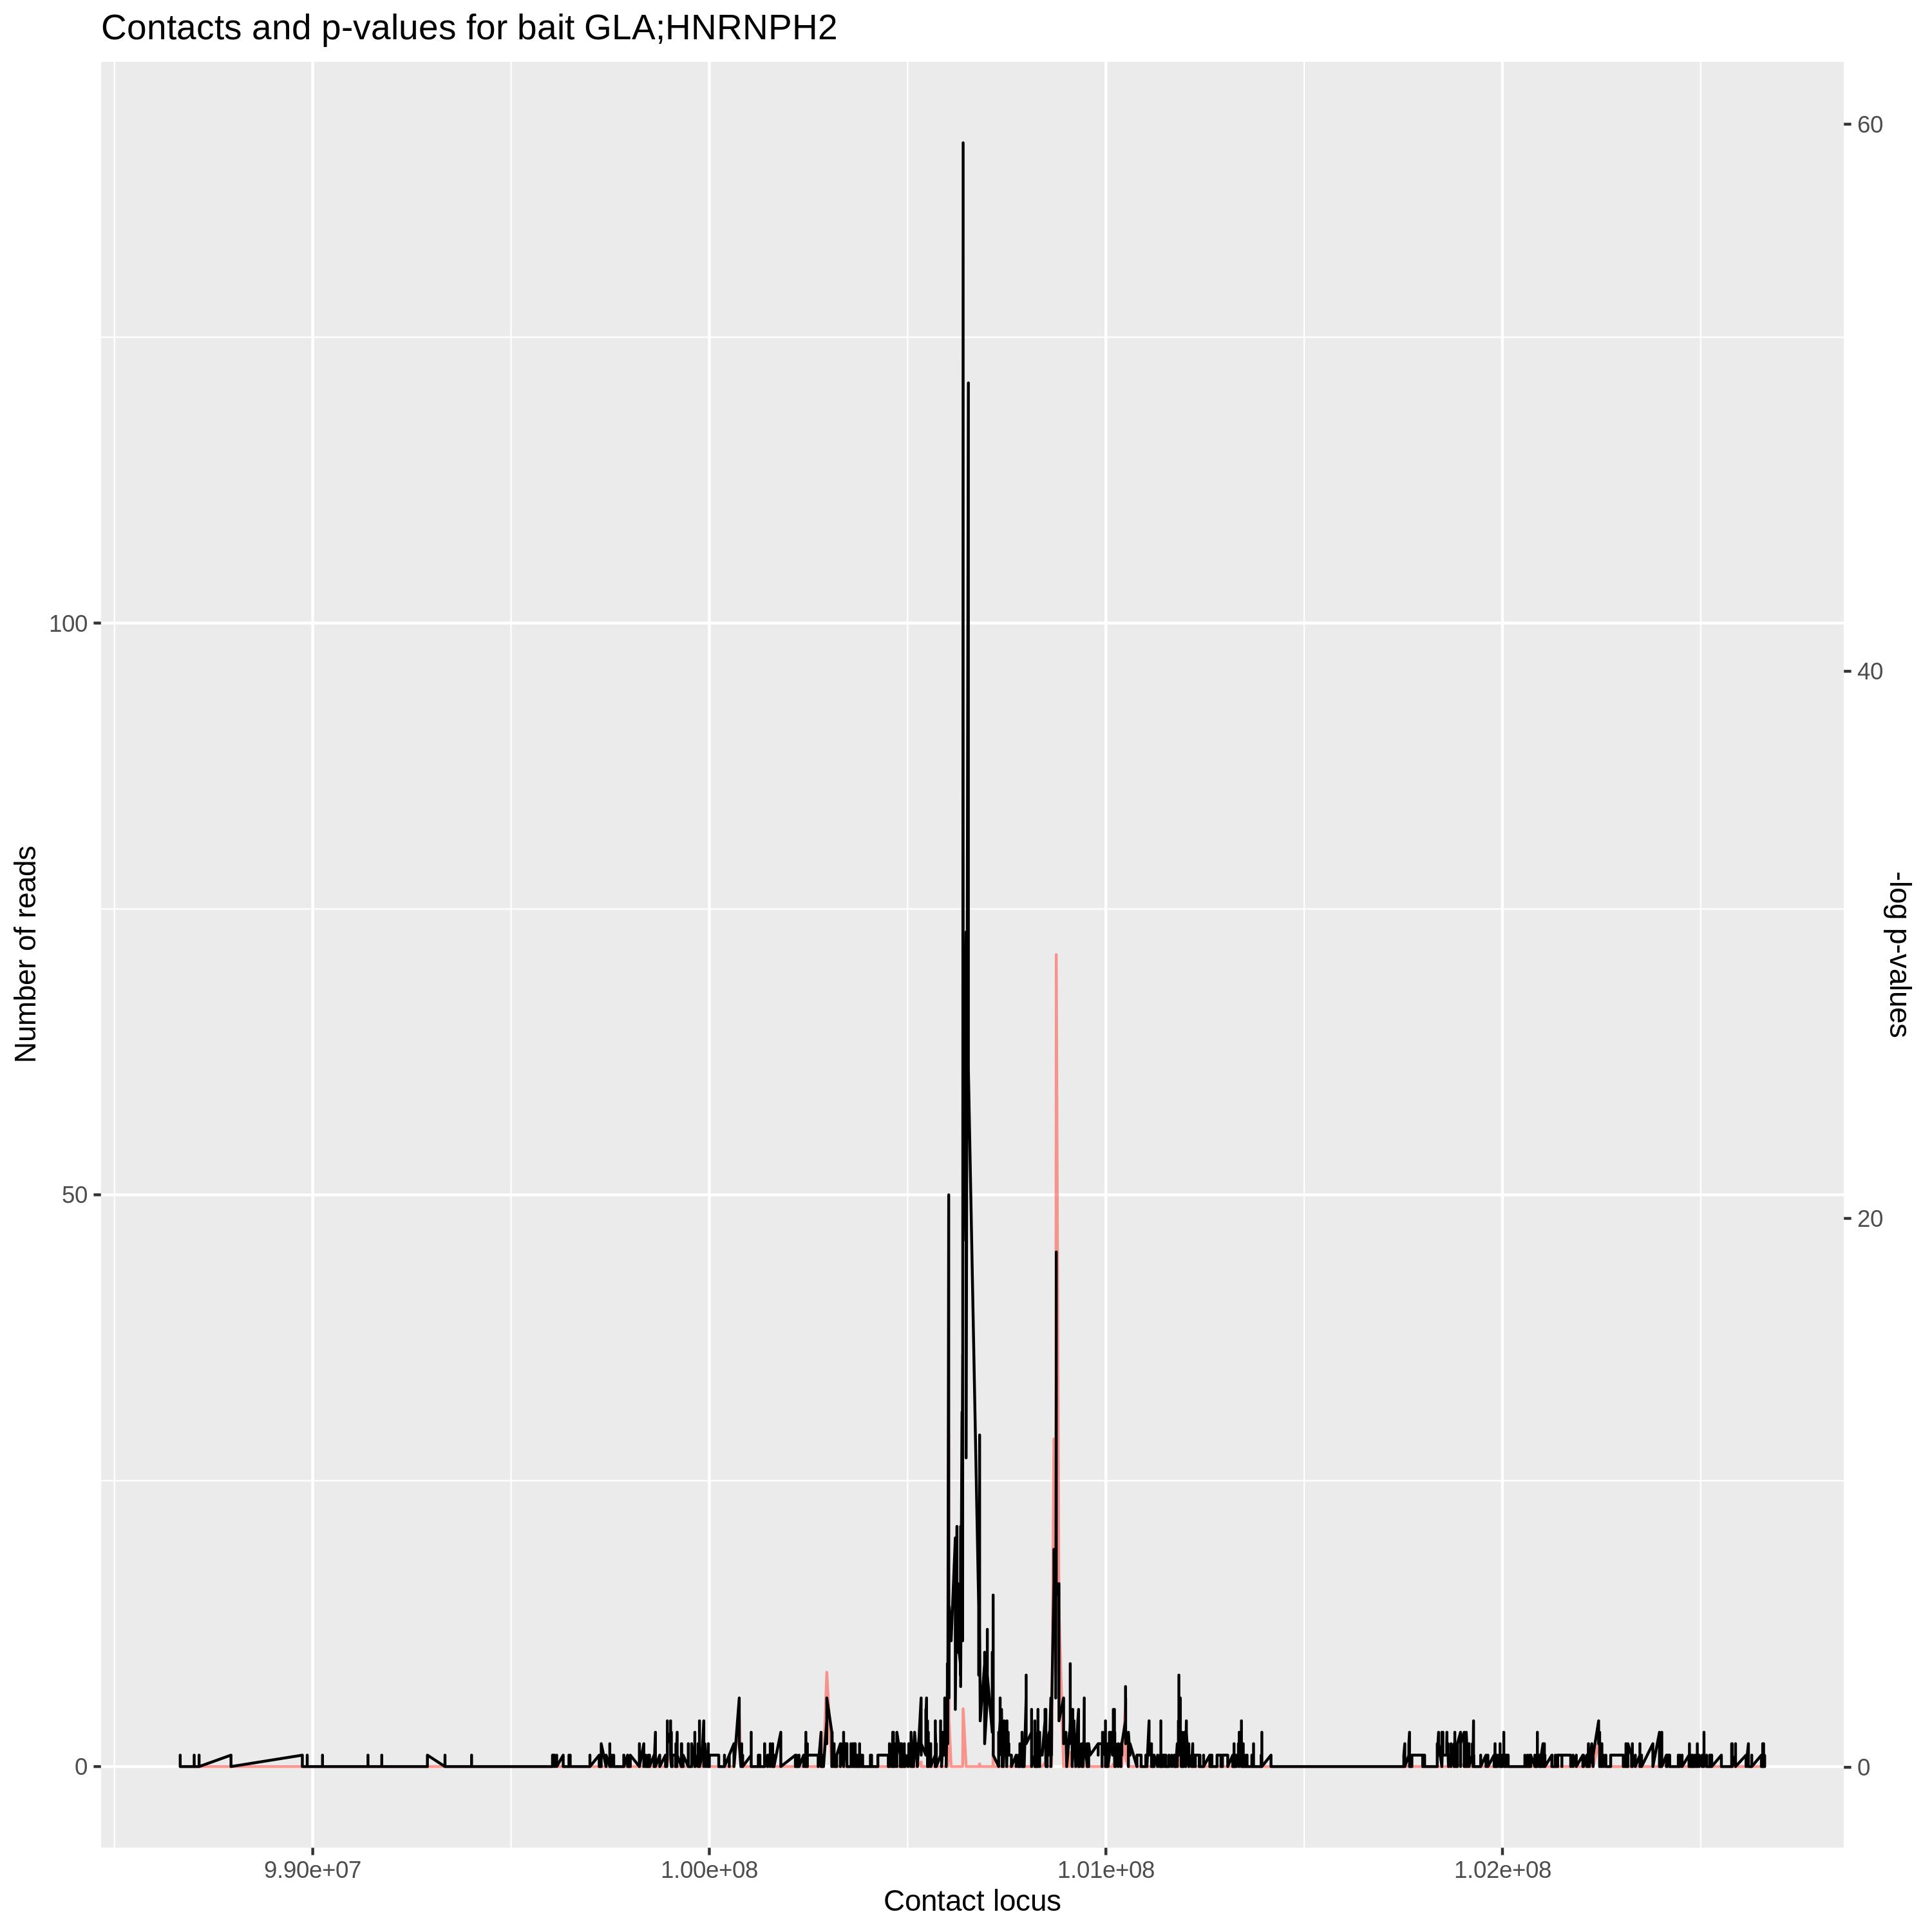 Contacts and p-values for bait GLA;HNRNPH2
60
100
40
Number of reads
-log p-values
50
20
0
0
9.90e+07
1.00e+08
1.01e+08
1.02e+08
Contact locus